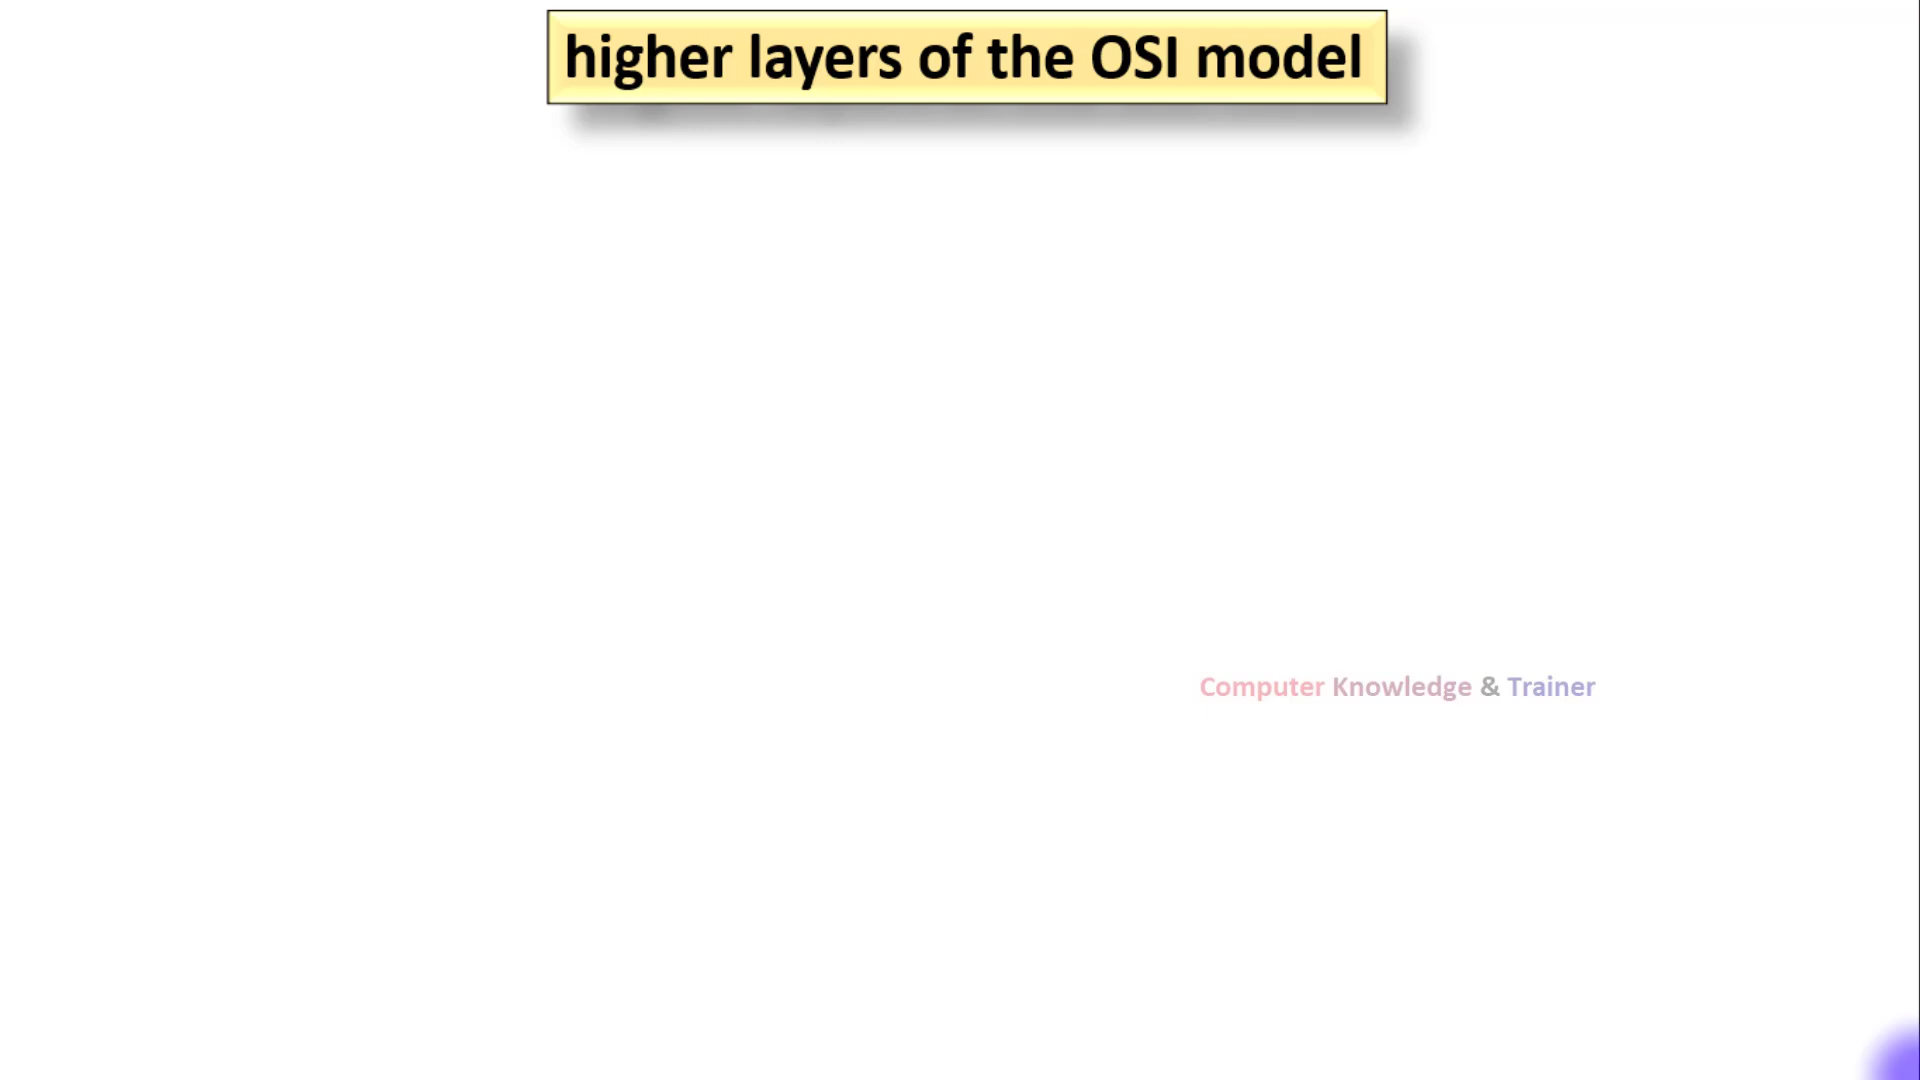 higher layers of the OSI model
Computer Knowledge & Trainer